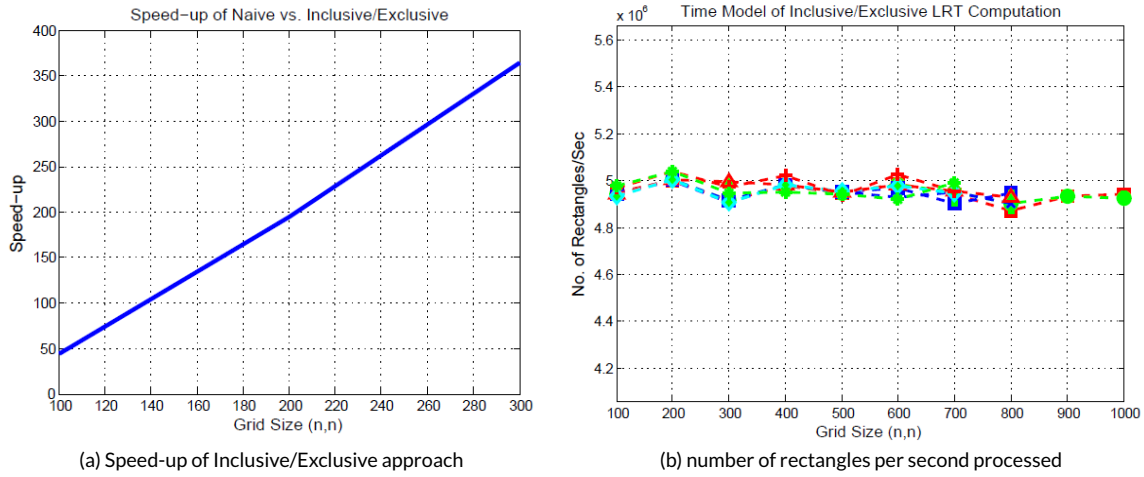 Speed-up of Naive vs. Inclusive/Exclusive
400
350
300
250
200
150
100
50
0
Speed-up
100 120 140 160 180 200 220 240 260 280 300
Grid Size (n,n)
(a) Speed-up of Inclusive/Exclusive approach
Time Model of Inclusive/Exclusive LRT Computation
x 10⁶
5.6
5.4
5.2
5
4.8
4.6
4.4
4.2
No. of Rectangles/Sec
100 200 300 400 500 600 700 800 900 1000
Grid Size (n,n)
(b) number of rectangles per second processed